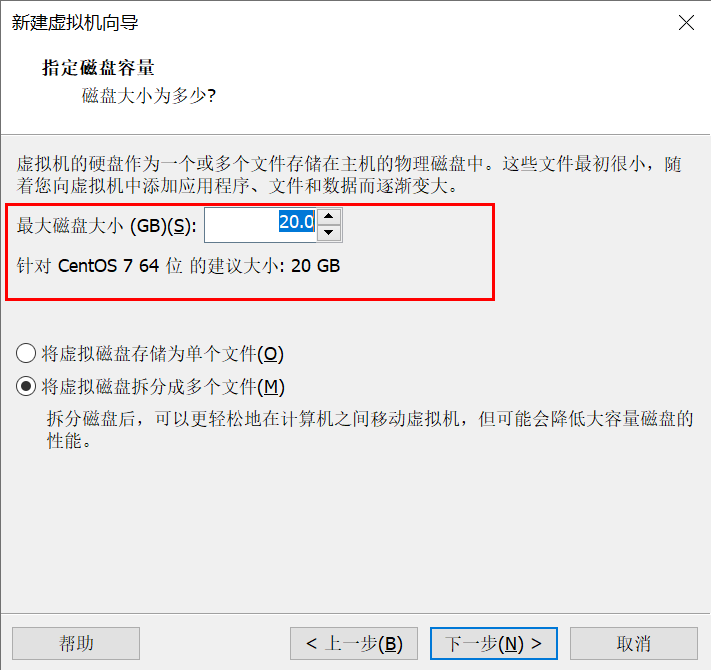 新建虚拟机向导
指定磁盘容量
磁盘大小为多少?
虚拟机的硬盘作为一个或多个文件存储在主机的物理磁盘中。这些文件最初很小，随
着您向虚拟机中添加应用程序、文件和数据而逐渐变大。
最大磁盘大小 (GB)(S): 20.0
针对 CentOS 7 64 位 的建议大小: 20 GB
将虚拟磁盘存储为单个文件(O)
将虚拟磁盘拆分成多个文件(M)
拆分磁盘后，可以更轻松地在计算机之间移动虚拟机，但可能会降低大容量磁盘的
性能。
帮助 < 上一步(B) 下一步(N) > 取消